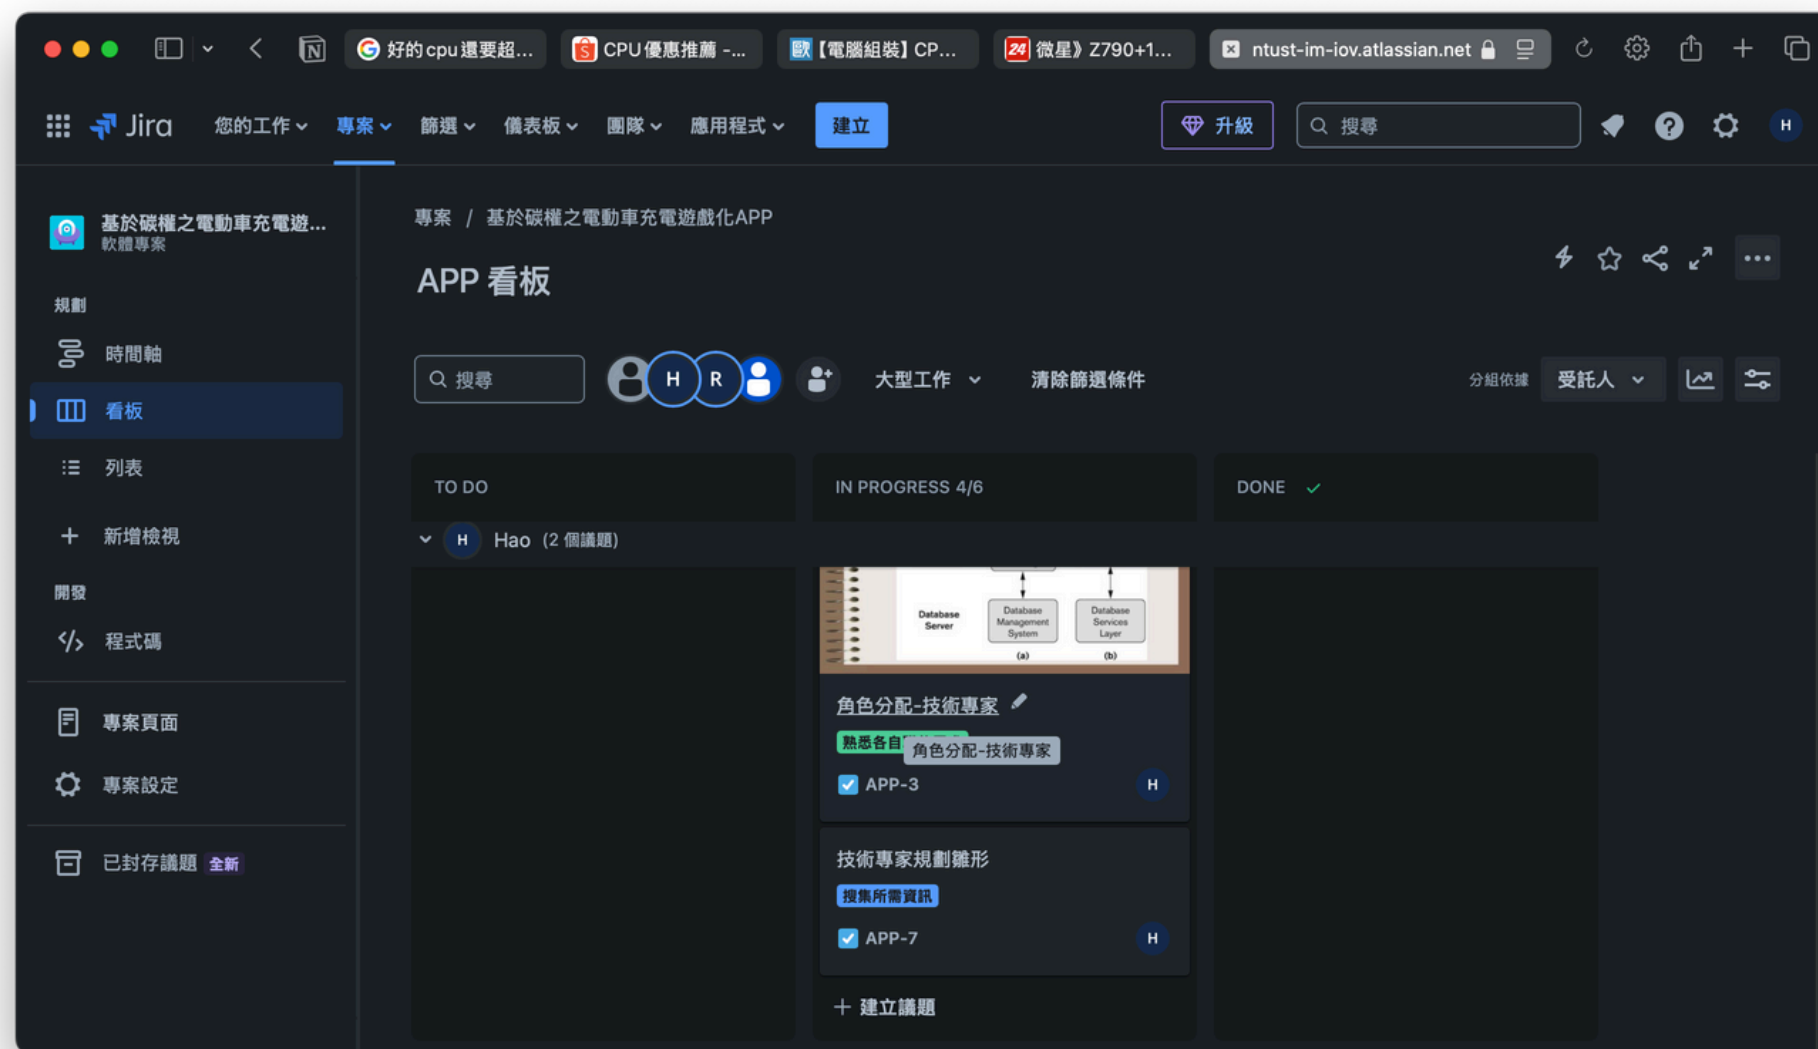 好的cpu還要超...
CPU優惠推薦 -...
【電腦組裝】CP...
微星》Z790+1...
ntust-im-iov.atlassian.net
Jira
您的工作
專案
篩選
儀表板
團隊
應用程式
建立
升級
搜尋
H
基於碳權之電動車充電遊...
軟體專案
規劃
時間軸
看板
列表
新增檢視
開發
程式碼
專案頁面
專案設定
已封存議題 全新
專案 / 基於碳權之電動車充電遊戲化APP
APP 看板
搜尋
H
R
大型工作
清除篩選條件
分組依據
受託人
TO DO
IN PROGRESS 4/6
DONE
H Hao (2 個議題)
Database Server
Database Management System
Database Services Layer
(a)
(b)
角色分配-技術專家
熟悉各自
角色分配-技術專家
APP-3
H
技術專家規劃雛形
搜集所需資訊
APP-7
H
+ 建立議題